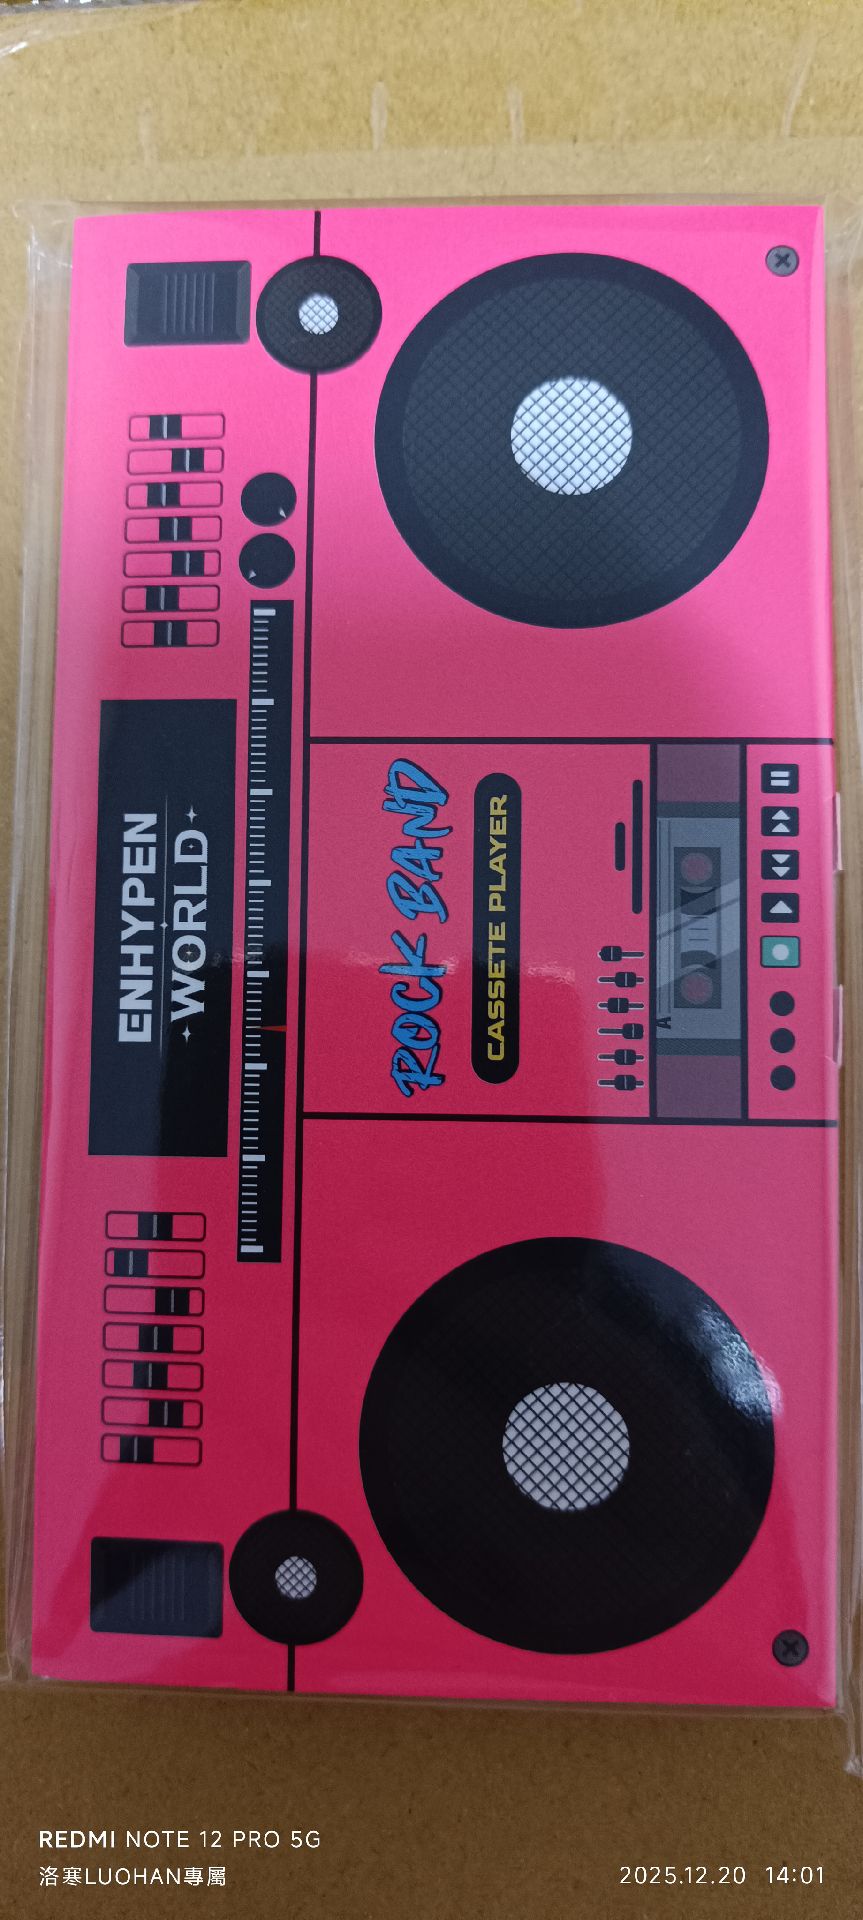 ENHYPEN
WORLD
ROCK BAND
CASSETE PLAYER
REDMI NOTE 12 PRO 5G
洛寒LUOHAN專屬
2025.12.20 14:01